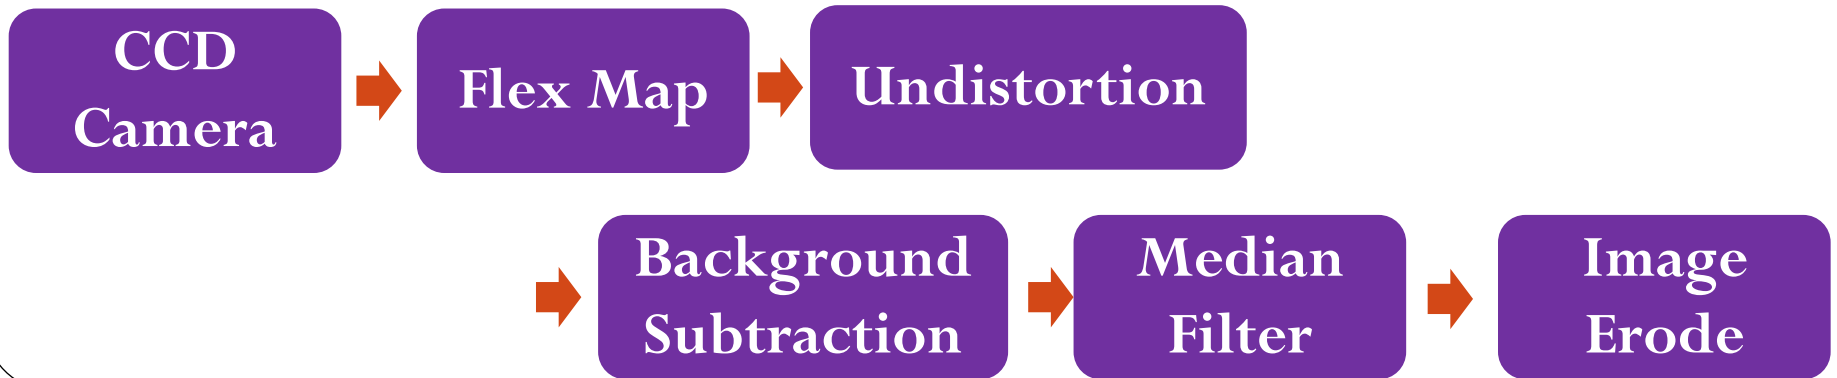 CCD
Camera
Flex Map
Undistortion
Background
Subtraction
Median
Filter
Image
Erode